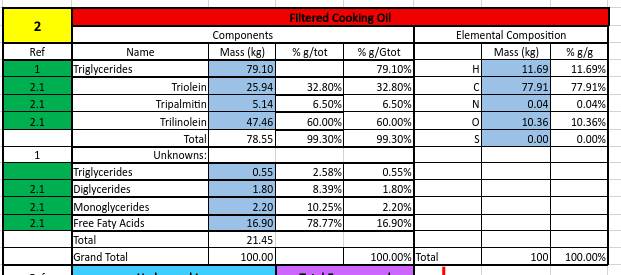 2 Filtered Cooking Oil
Components Elemental Composition
Ref Name Mass (kg) % g/tot % g/Gtot Mass (kg) % g/g
1 Triglycerides 79.10 79.10% H 11.69 11.69%
2.1 Triolein 25.94 32.80% 32.80% C 77.91 77.91%
2.1 Tripalmitin 5.14 6.50% 6.50% N 0.04 0.04%
2.1 Trilinolein 47.46 60.00% 60.00% O 10.36 10.36%
Total 78.55 99.30% 99.30% S 0.00 0.00%
1 Unknowns:
Triglycerides 0.55 2.58% 0.55%
2.1 Diglycerides 1.80 8.39% 1.80%
2.1 Monoglycerides 2.20 10.25% 2.20%
2.1 Free Fatty Acids 16.90 78.77% 16.90%
Total 21.45
Grand Total 100.00 100.00% Total 100 100.00%